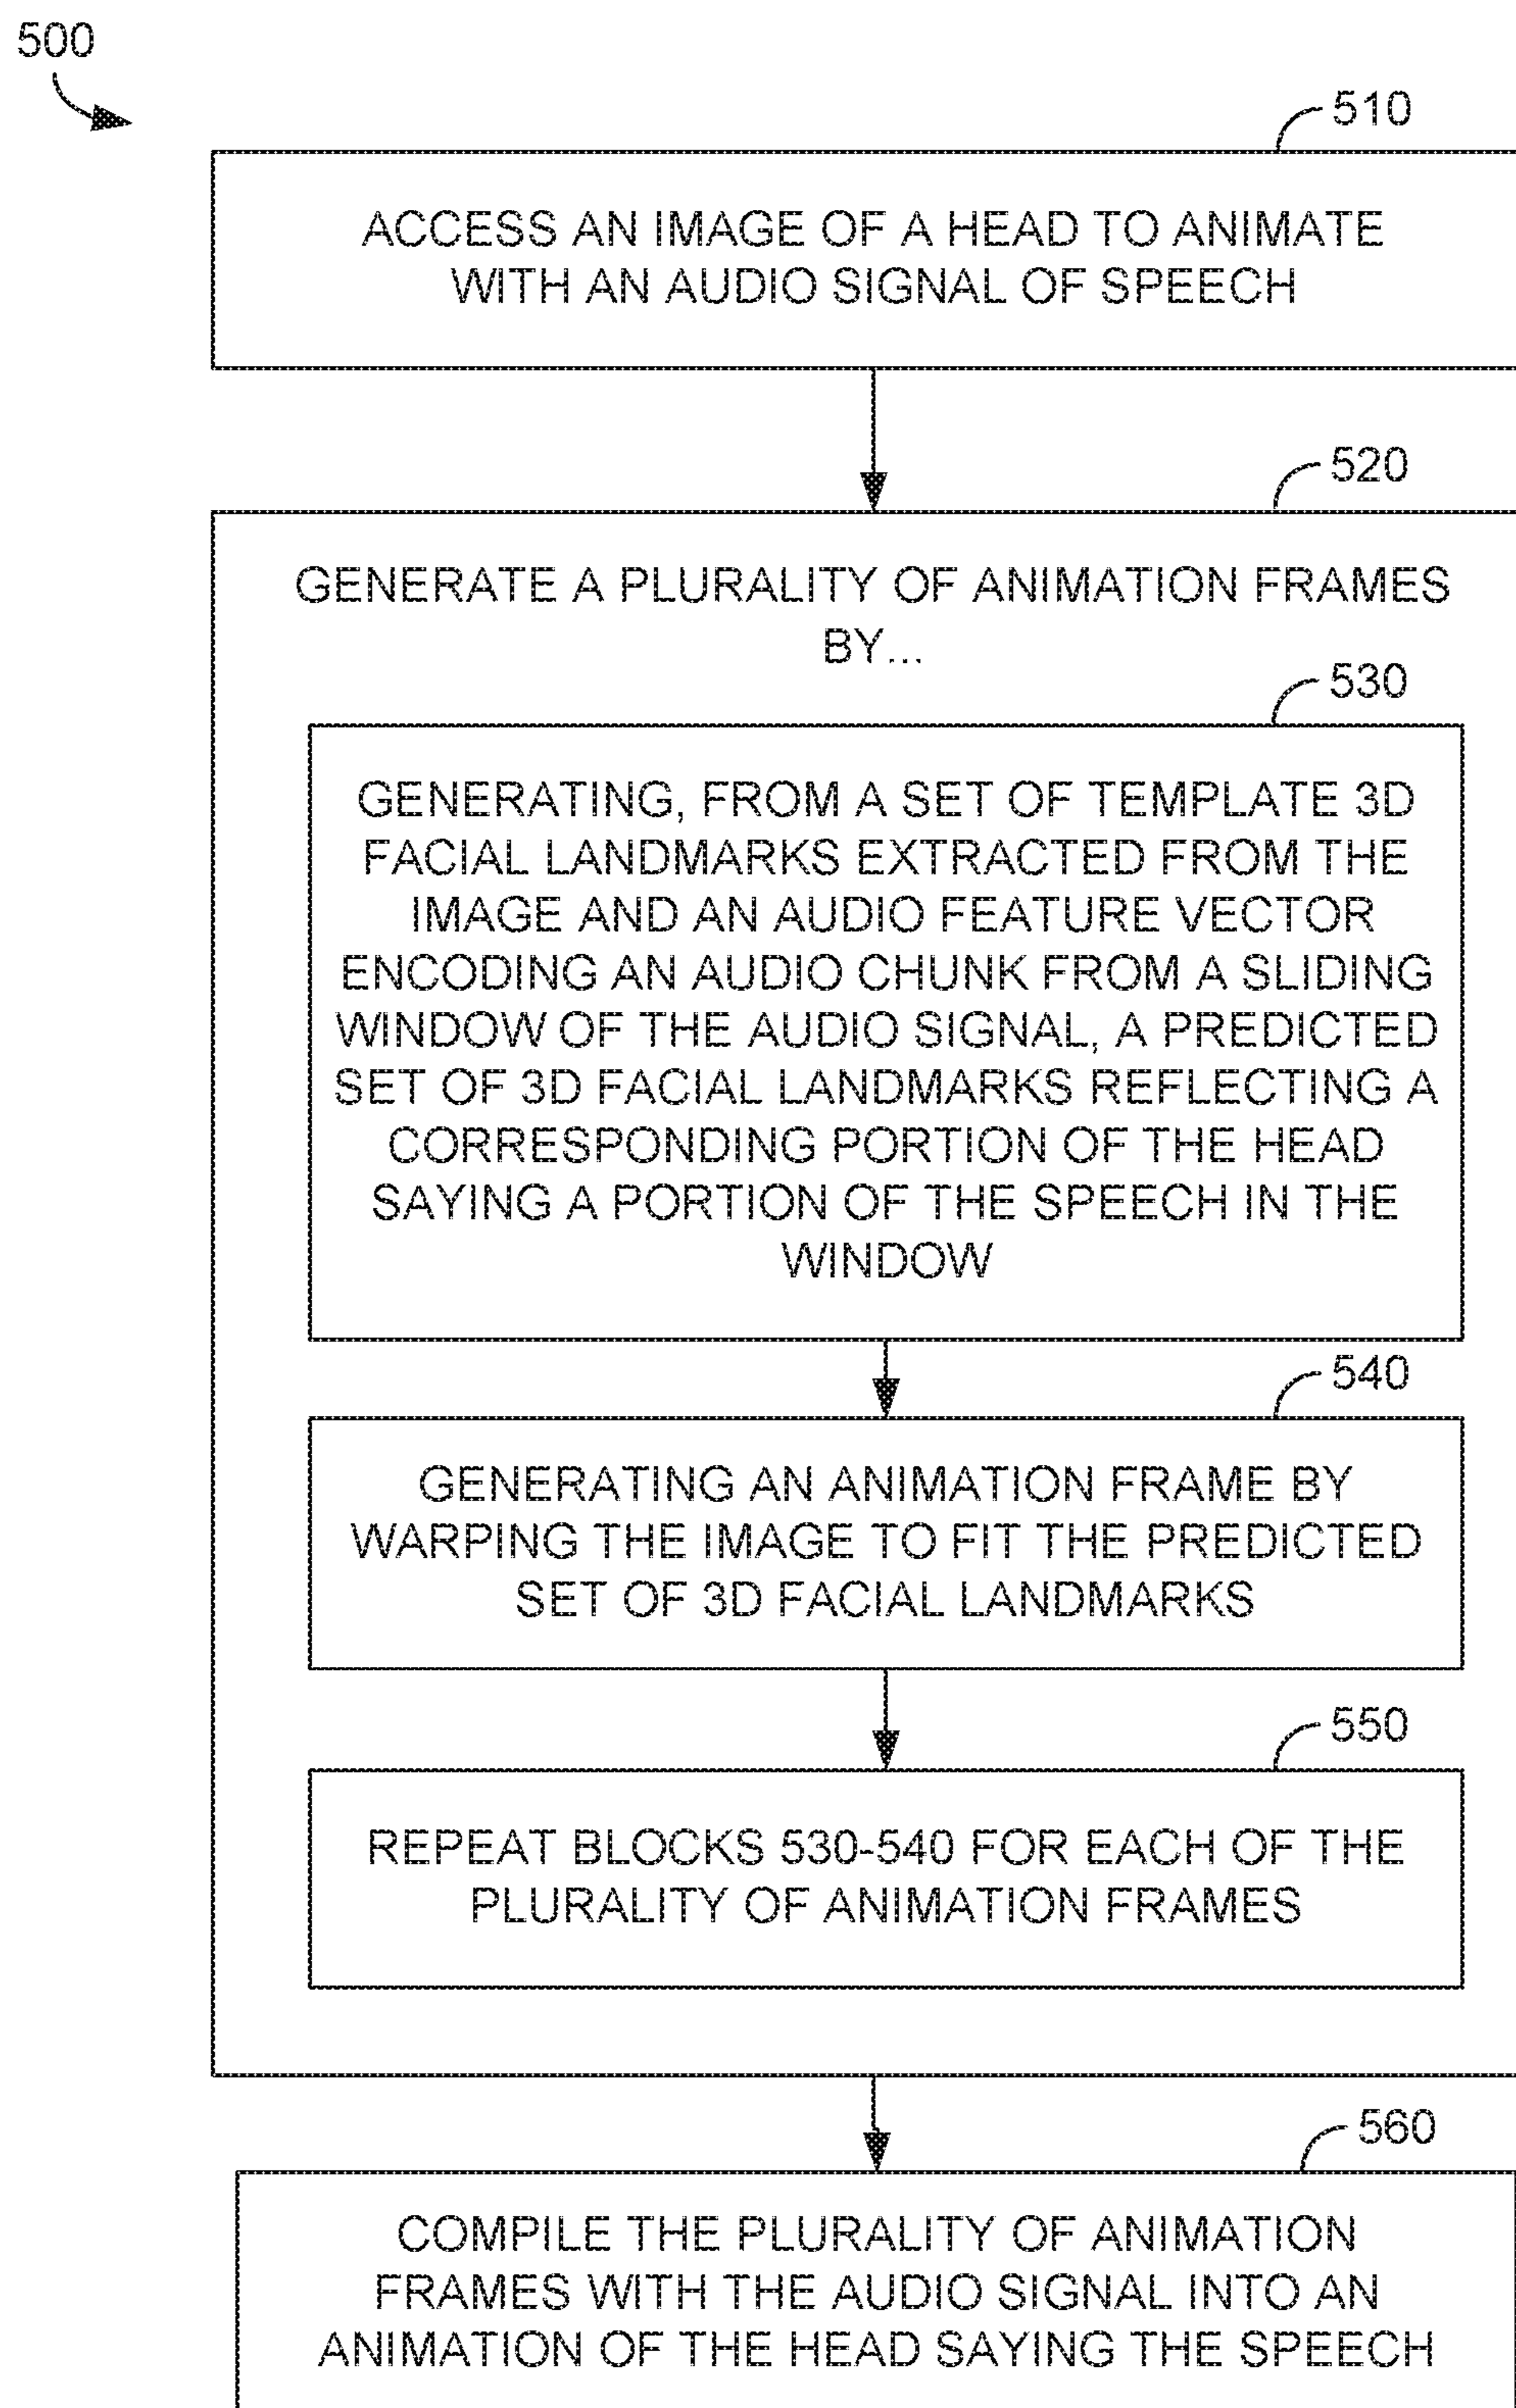 500
510
ACCESS AN IMAGE OF A HEAD TO ANIMATE
WITH AN AUDIO SIGNAL OF SPEECH
520
GENERATE A PLURALITY OF ANIMATION FRAMES
BY...
530
GENERATING, FROM A SET OF TEMPLATE 3D
FACIAL LANDMARKS EXTRACTED FROM THE
IMAGE AND AN AUDIO FEATURE VECTOR
ENCODING AN AUDIO CHUNK FROM A SLIDING
WINDOW OF THE AUDIO SIGNAL, A PREDICTED
SET OF 3D FACIAL LANDMARKS REFLECTING A
CORRESPONDING PORTION OF THE HEAD
SAYING A PORTION OF THE SPEECH IN THE
WINDOW
540
GENERATING AN ANIMATION FRAME BY
WARPING THE IMAGE TO FIT THE PREDICTED
SET OF 3D FACIAL LANDMARKS
550
REPEAT BLOCKS 530-540 FOR EACH OF THE
PLURALITY OF ANIMATION FRAMES
560
COMPILE THE PLURALITY OF ANIMATION
FRAMES WITH THE AUDIO SIGNAL INTO AN
ANIMATION OF THE HEAD SAYING THE SPEECH